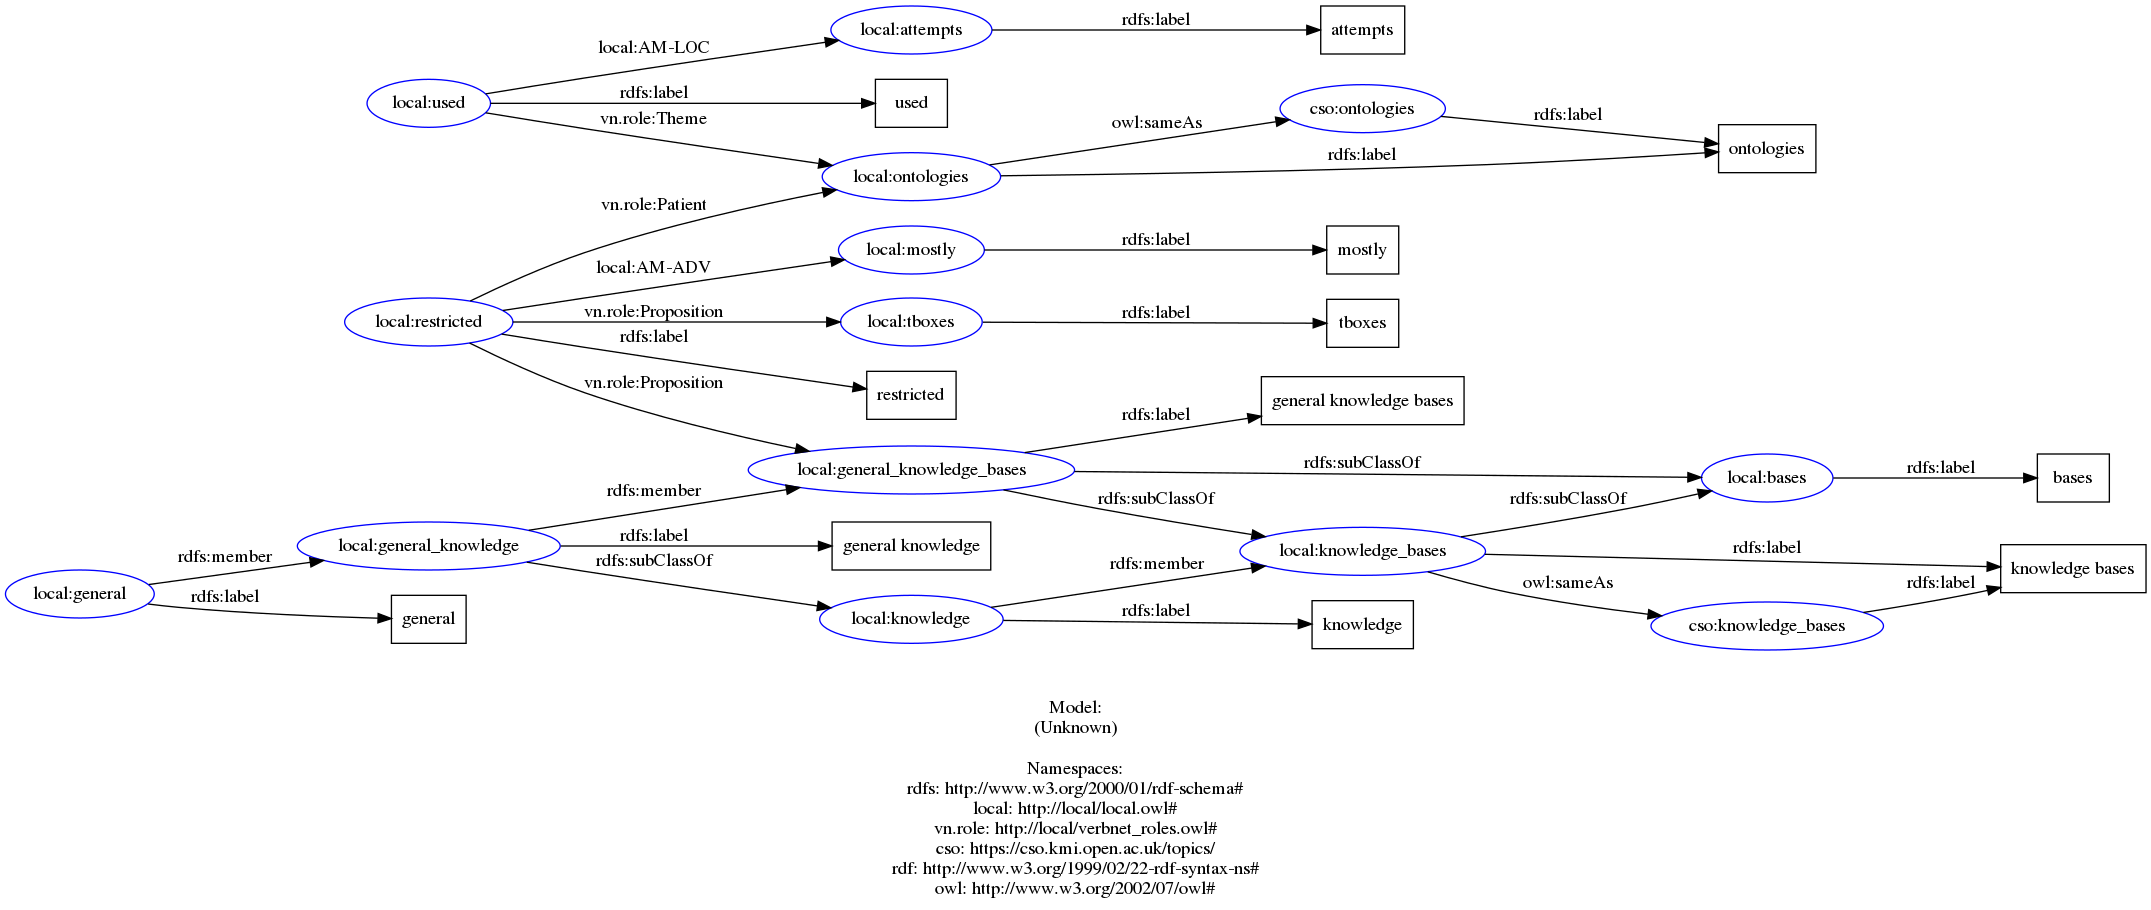 local:attempts
rdfs:label
attempts
local:AM-LOC
local:used
rdfs:label
used
vn.role:Theme
cso:ontologies
rdfs:label
owl:sameAs
ontologies
local:ontologies
rdfs:label
vn.role:Patient
local:mostly
rdfs:label
mostly
local:AM-ADV
local:restricted
vn.role:Proposition
local:tboxes
rdfs:label
tboxes
rdfs:label
restricted
vn.role:Proposition
rdfs:label
general knowledge bases
local:general_knowledge_bases
rdfs:subClassOf
local:bases
rdfs:label
bases
rdfs:member
rdfs:subClassOf
rdfs:subClassOf
local:general_knowledge
rdfs:label
general knowledge
local:knowledge_bases
rdfs:label
knowledge bases
rdfs:subClassOf
rdfs:member
rdfs:member
owl:sameAs
rdfs:label
local:general
rdfs:label
general
local:knowledge
rdfs:label
knowledge
cso:knowledge_bases
Model:
(Unknown)
Namespaces:
rdfs: http://www.w3.org/2000/01/rdf-schema#
local: http://local/local.owl#
vn.role: http://local/verbnet_roles.owl#
cso: https://cso.kmi.open.ac.uk/topics/
rdf: http://www.w3.org/1999/02/22-rdf-syntax-ns#
owl: http://www.w3.org/2002/07/owl#